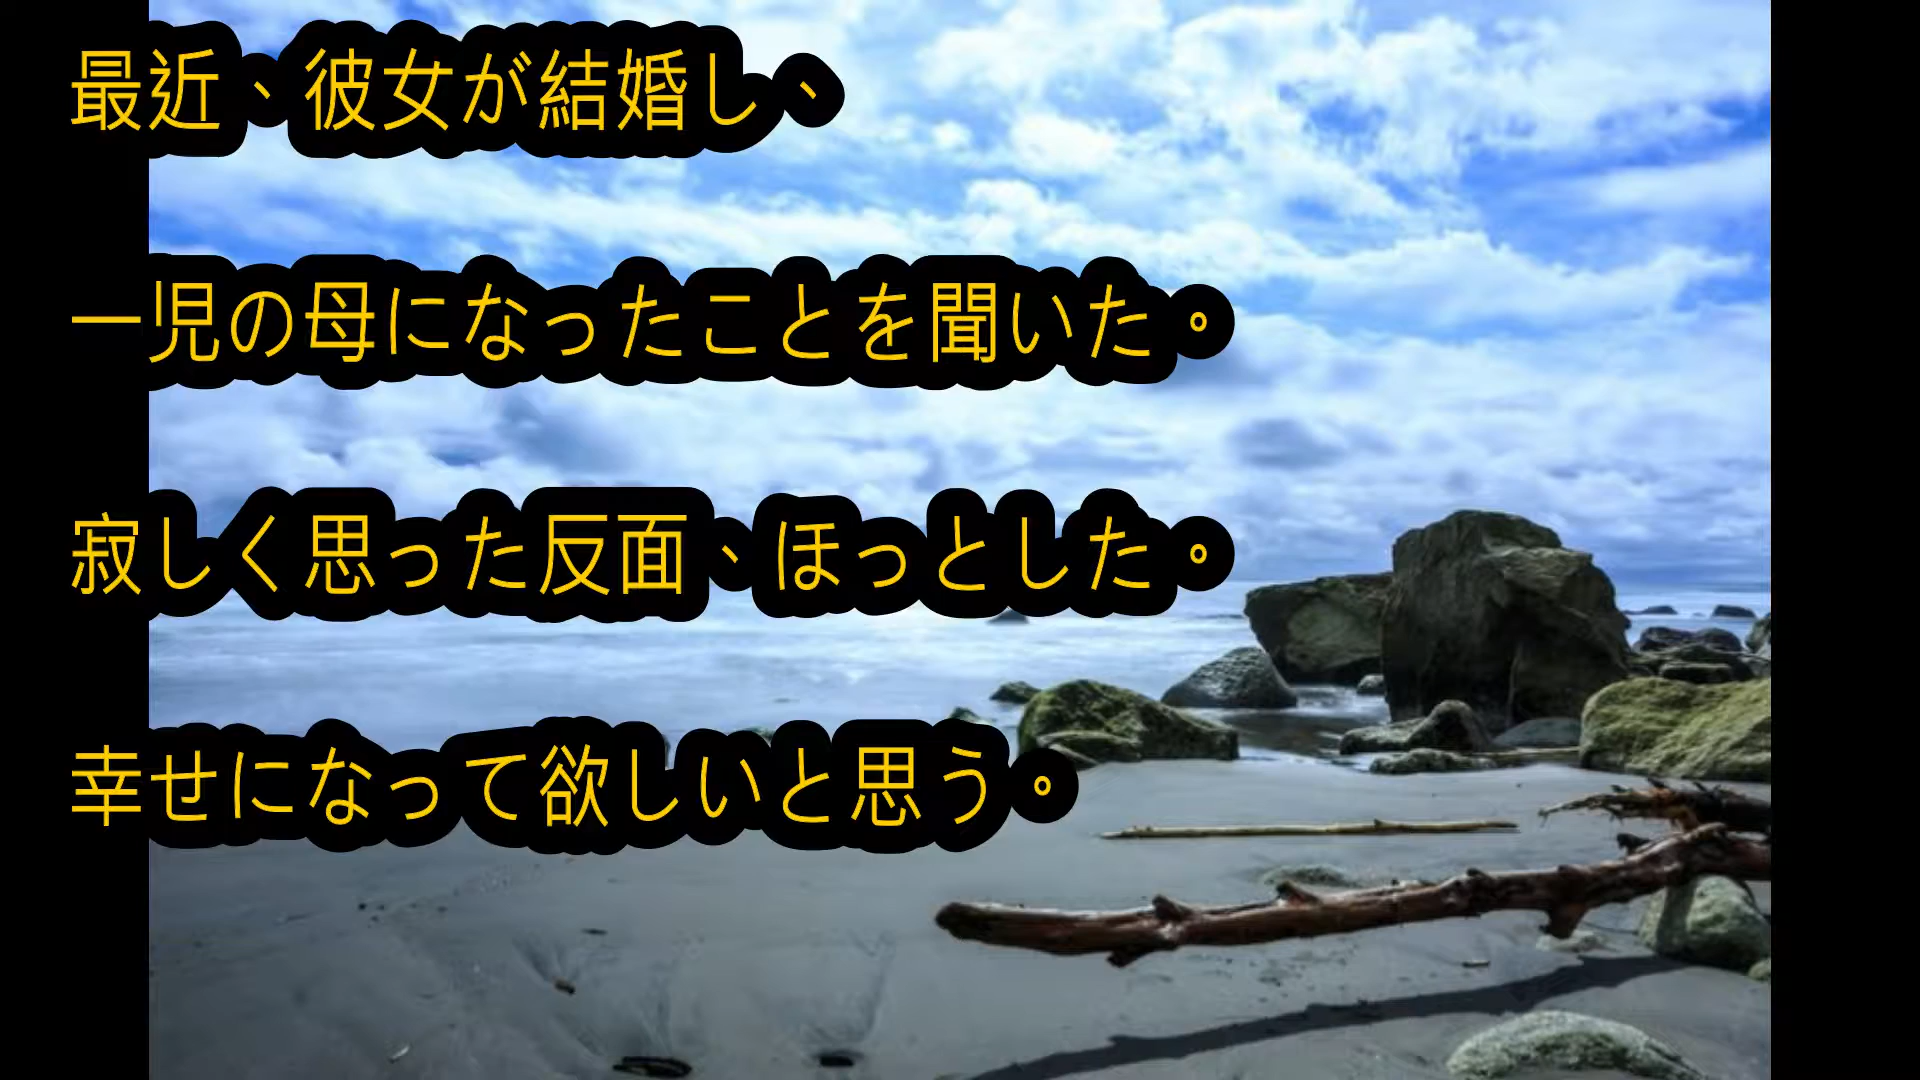 最近、彼女が結婚し、
一児の母になったことを聞いた。
寂しく思った反面、ほっとした。
幸せになって欲しいと思う。